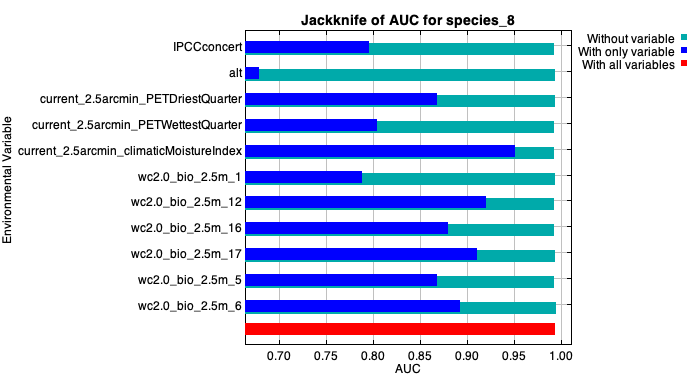 Jackknife of AUC for species_8
Without variable
With only variable
With all variables
Environmental Variable
IPCCconcert
alt
current_2.5arcmin_PETDriestQuarter
current_2.5arcmin_PETWettestQuarter
current_2.5arcmin_climaticMoistureIndex
wc2.0_bio_2.5m_1
wc2.0_bio_2.5m_12
wc2.0_bio_2.5m_16
wc2.0_bio_2.5m_17
wc2.0_bio_2.5m_5
wc2.0_bio_2.5m_6
0.70 0.75 0.80 0.85 0.90 0.95 1.00
AUC